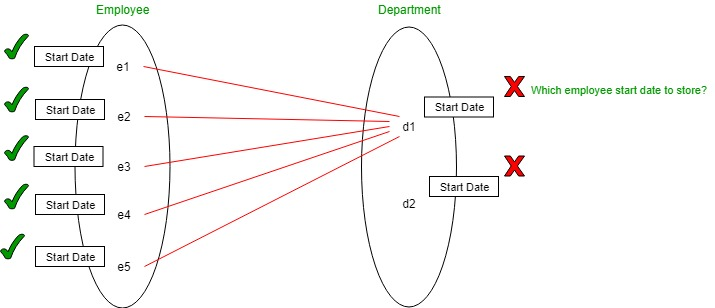 Employee
Department
Start Date
e1
Start Date
Which employee start date to store?
Start Date
e2
d1
Start Date
e3
Start Date
Start Date
e4
d2
Start Date
e5